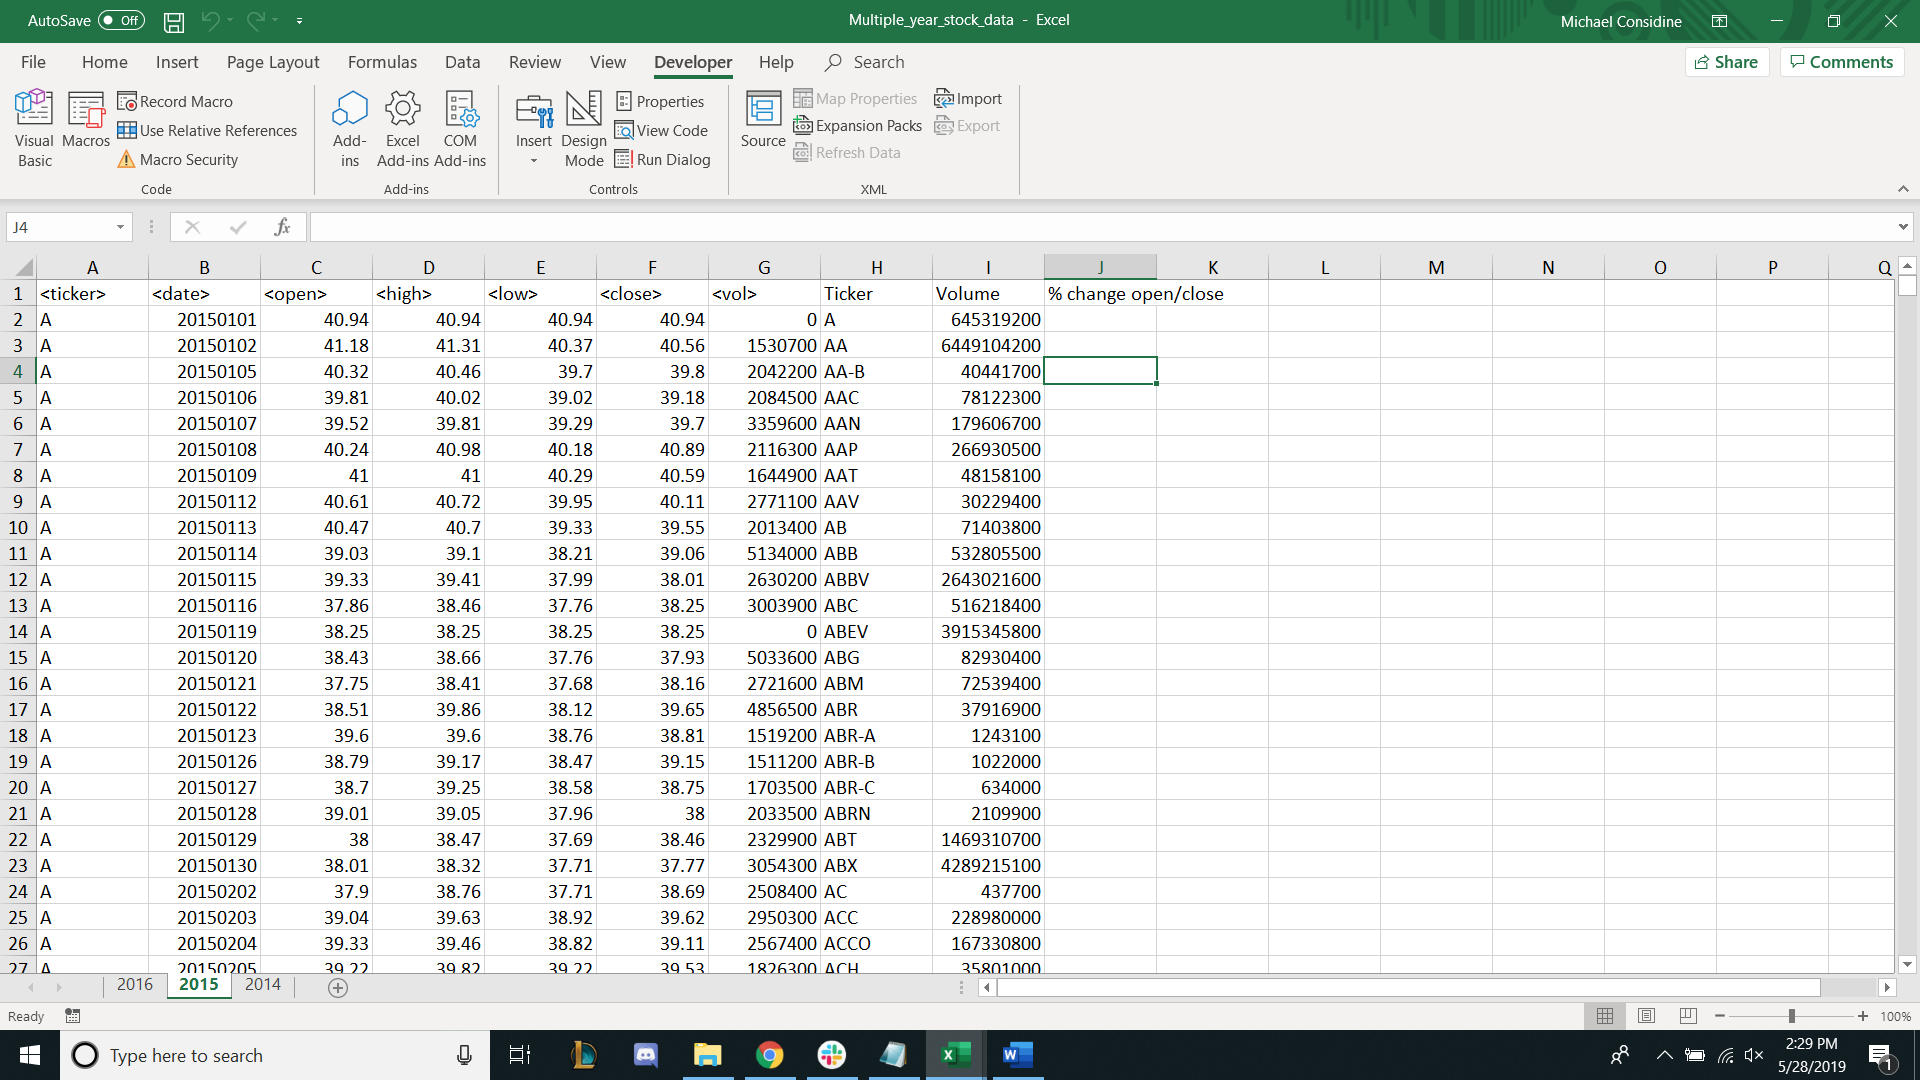 AutoSave Off Multiple_year_stock_data - Excel Michael Considine
File Home Insert Page Layout Formulas Data Review View Developer Help Search Share Comments
Visual Basic
Macros
Record Macro
Use Relative References
Macro Security
Code
Add-ins
Excel Add-ins
COM Add-ins
Add-ins
Insert
Design Mode
Properties
View Code
Run Dialog
Controls
Source
Map Properties
Expansion Packs
Refresh Data
Import
Export
XML
J4 fx
A B C D E F G H I J K L M N O P Q
1 <ticker> <date> <open> <high> <low> <close> <vol> Ticker Volume % change open/close
2 A 20150101 40.94 40.94 40.94 40.94 0 A 645319200
3 A 20150102 41.18 41.31 40.37 40.56 1530700 AA 6449104200
4 A 20150105 40.32 40.46 39.7 39.8 2042200 AA-B 40441700
5 A 20150106 39.81 40.02 39.02 39.18 2084500 AAC 78122300
6 A 20150107 39.52 39.81 39.29 39.7 3359600 AAN 179606700
7 A 20150108 40.24 40.98 40.18 40.89 2116300 AAP 266930500
8 A 20150109 41 41 40.29 40.59 1644900 AAT 48158100
9 A 20150112 40.61 40.72 39.95 40.11 2771100 AAV 30229400
10 A 20150113 40.47 40.7 39.33 39.55 2013400 AB 71403800
11 A 20150114 39.03 39.1 38.21 39.06 5134000 ABB 532805500
12 A 20150115 39.33 39.41 37.99 38.01 2630200 ABBV 2643021600
13 A 20150116 37.86 38.46 37.76 38.25 3003900 ABC 516218400
14 A 20150119 38.25 38.25 38.25 38.25 0 ABEV 3915345800
15 A 20150120 38.43 38.66 37.76 37.93 5033600 ABG 82930400
16 A 20150121 37.75 38.41 37.68 38.16 2721600 ABM 72539400
17 A 20150122 38.51 39.86 38.12 39.65 4856500 ABR 37916900
18 A 20150123 39.6 39.6 38.76 38.81 1519200 ABR-A 1243100
19 A 20150126 38.79 39.17 38.47 39.15 1511200 ABR-B 1022000
20 A 20150127 38.7 39.25 38.58 38.75 1703500 ABR-C 634000
21 A 20150128 39.01 39.05 37.96 38 2033500 ABRN 2109900
22 A 20150129 38 38.47 37.69 38.46 2329900 ABT 1469310700
23 A 20150130 38.01 38.32 37.71 37.77 3054300 ABX 4289215100
24 A 20150202 37.9 38.76 37.71 38.69 2508400 AC 437700
25 A 20150203 39.04 39.63 38.92 39.62 2950300 ACC 228980000
26 A 20150204 39.33 39.46 38.82 39.11 2567400 ACCO 167330800
27 A 20150205 39.22 39.82 39.22 39.53 1826300 ACH 35801000
2016 2015 2014
Ready 100%
Type here to search
2:29 PM
5/28/2019
1